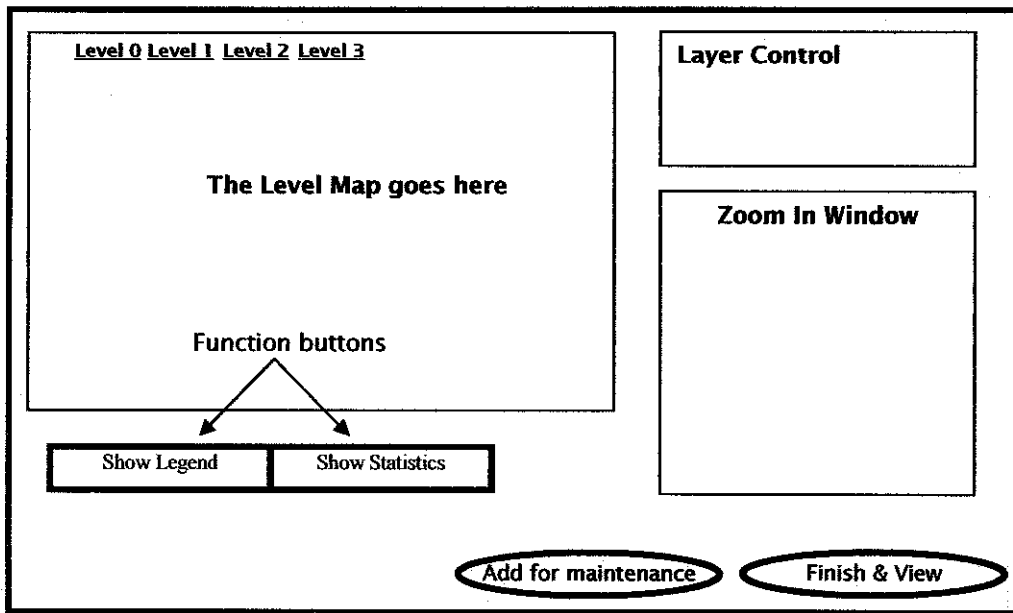 Level 0 Level 1 Level 2 Level 3
Layer Control
The Level Map goes here
Zoom In Window
Function buttons
Show Legend
Show Statistics
Add for maintenance
Finish & View